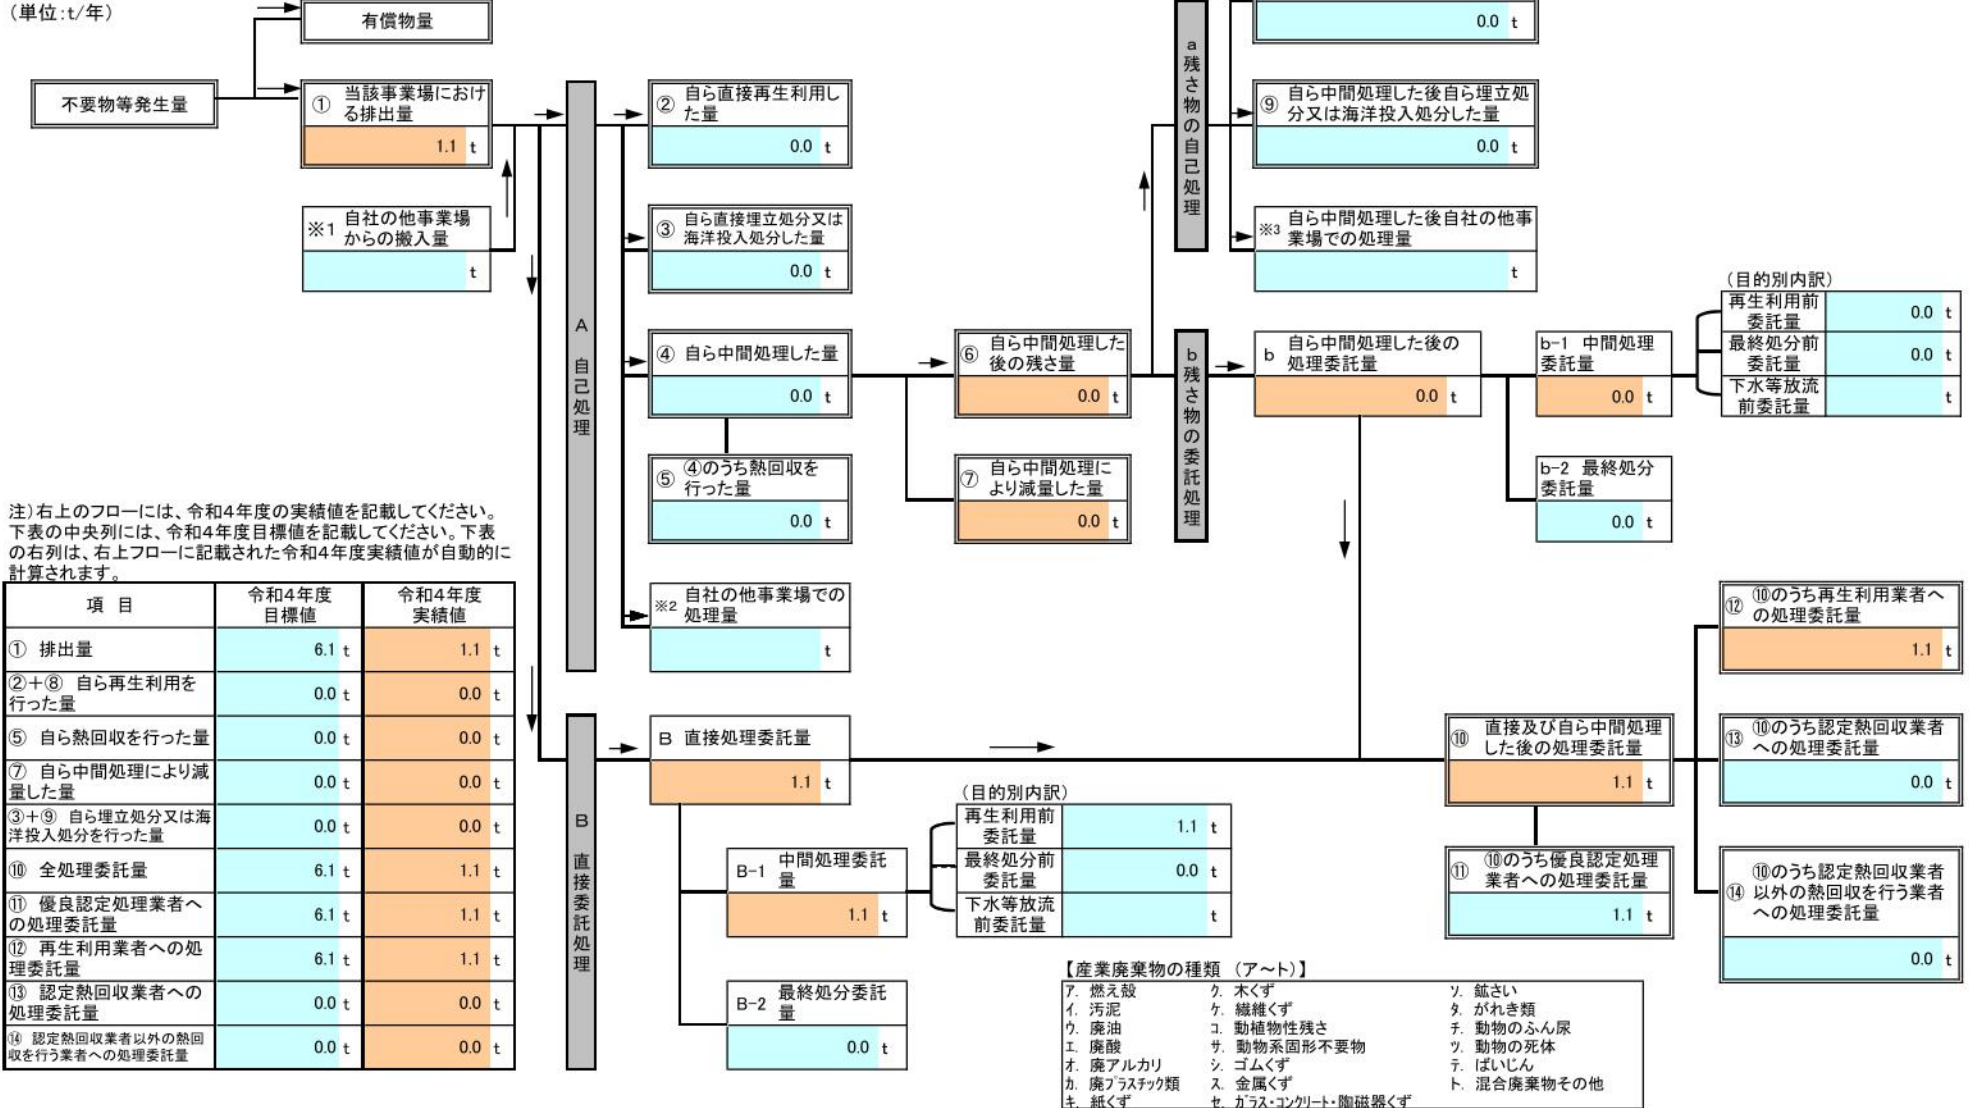 (単位:t/年)
有償物量
不要物等発生量
① 当該事業場におけ
る排出量
1.1 t
※1 自社の他事業場
からの搬入量
t
A 自己処理
② 自ら直接再生利用し
た量
0.0 t
③ 自ら直接埋立処分又は
海洋投入処分した量
0.0 t
④ 自ら中間処理した量
0.0 t
⑤ ④のうち熱回収を
行った量
0.0 t
※2 自社の他事業場での
処理量
t
⑥ 自ら中間処理した
後の残さ量
0.0 t
⑦ 自ら中間処理に
より減量した量
0.0 t
a 残さ物の自己処理
0.0 t
⑨ 自ら中間処理した後自ら埋立処
分又は海洋投入処分した量
0.0 t
※3 自ら中間処理した後自社の他事
業場での処理量
t
b 残さ物の委託処理
b 自ら中間処理した後の
処理委託量
0.0 t
b-1 中間処理
委託量
0.0 t
b-2 最終処分
委託量
0.0 t
(目的別内訳)
再生利用前
委託量
0.0 t
最終処分前
委託量
0.0 t
下水等放流
前委託量
t
注)右上のフローには、令和4年度の実績値を記載してください。
下表の中央列には、令和4年度目標値を記載してください。下表
の右列は、右上フローに記載された令和4年度実績値が自動的に
計算されます。
項 目 令和4年度 令和4年度
目標値 実績値
① 排出量 6.1 t 1.1 t
②+⑧ 自ら再生利用を
行った量 0.0 t 0.0 t
⑤ 自ら熱回収を行った量 0.0 t 0.0 t
⑦ 自ら中間処理により減
量した量 0.0 t 0.0 t
③+⑨ 自ら埋立処分又は海
洋投入処分を行った量 0.0 t 0.0 t
⑩ 全処理委託量 6.1 t 1.1 t
⑪ 優良認定処理業者へ
の処理委託量 6.1 t 1.1 t
⑫ 再生利用業者への処
理委託量 6.1 t 1.1 t
⑬ 認定熱回収業者への
処理委託量 0.0 t 0.0 t
⑭ 認定熱回収業者以外の熱回
収を行う業者への処理委託量 0.0 t 0.0 t
B 直接委託処理
B 直接処理委託量
1.1 t
B-1 中間処理委託
量
1.1 t
B-2 最終処分委託
量
0.0 t
(目的別内訳)
再生利用前
委託量
1.1 t
最終処分前
委託量
0.0 t
下水等放流
前委託量
t
⑩ 直接及び自ら中間処理
した後の処理委託量
1.1 t
⑪ ⑩のうち優良認定処理
業者への処理委託量
1.1 t
⑫ ⑩のうち再生利用業者へ
の処理委託量
1.1 t
⑬ ⑩のうち認定熱回収業者
への処理委託量
0.0 t
⑭ ⑩のうち認定熱回収業者
以外の熱回収を行う業者
への処理委託量
0.0 t
【産業廃棄物の種類 (ア〜ト)】
ア. 燃え殻 ク. 木くず ソ. 鉱さい
イ. 汚泥 ケ. 繊維くず タ. がれき類
ウ. 廃油 コ. 動植物性残さ チ. 動物のふん尿
エ. 廃酸 サ. 動物系固形不要物 ツ. 動物の死体
オ. 廃アルカリ シ. ゴムくず テ. ばいじん
カ. 廃プラスチック類 ス. 金属くず ト. 混合廃棄物その他
キ. 紙くず セ. ガラス・コンクリート・陶磁器くず